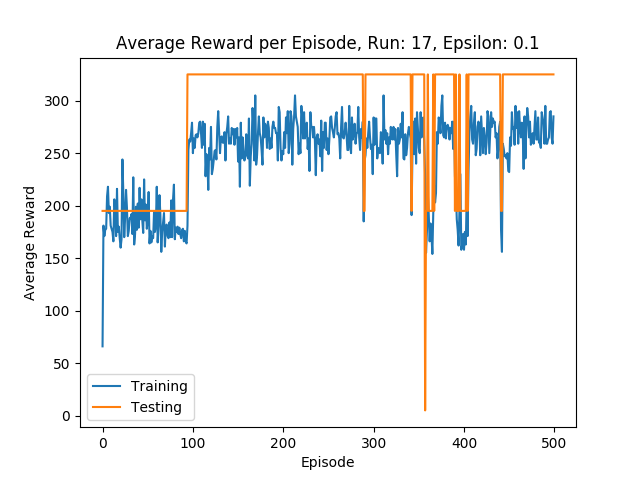 Average Reward per Episode, Run: 17, Epsilon: 0.1
Average Reward
300
250
200
150
100
50
0
Training
Testing
0 100 200 300 400 500
Episode